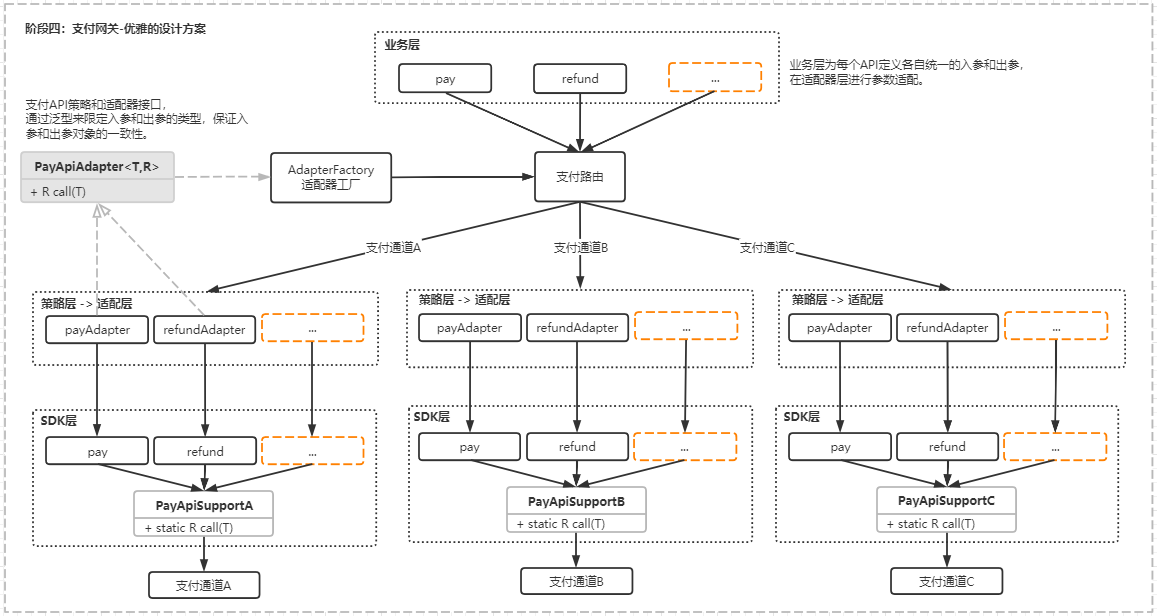 阶段四：支付网关-优雅的设计方案
业务层
pay
refund
...
业务层为每个API定义各自统一的入参和出参，
在适配器层进行参数适配。
支付API策略和适配器接口，
通过泛型来限定入参和出参的类型，保证入
参和出参对象的一致性。
PayApiAdapter<T,R>
+ R call(T)
AdapterFactory
适配器工厂
支付路由
支付通道A
支付通道B
支付通道C
策略层 -> 适配层
payAdapter
refundAdapter
...
策略层 -> 适配层
payAdapter
refundAdapter
...
策略层 -> 适配层
payAdapter
refundAdapter
...
SDK层
pay
refund
...
PayApiSupportA
+ static R call(T)
SDK层
pay
refund
...
PayApiSupportB
+ static R call(T)
SDK层
pay
refund
...
PayApiSupportC
+ static R call(T)
支付通道A
支付通道B
支付通道C